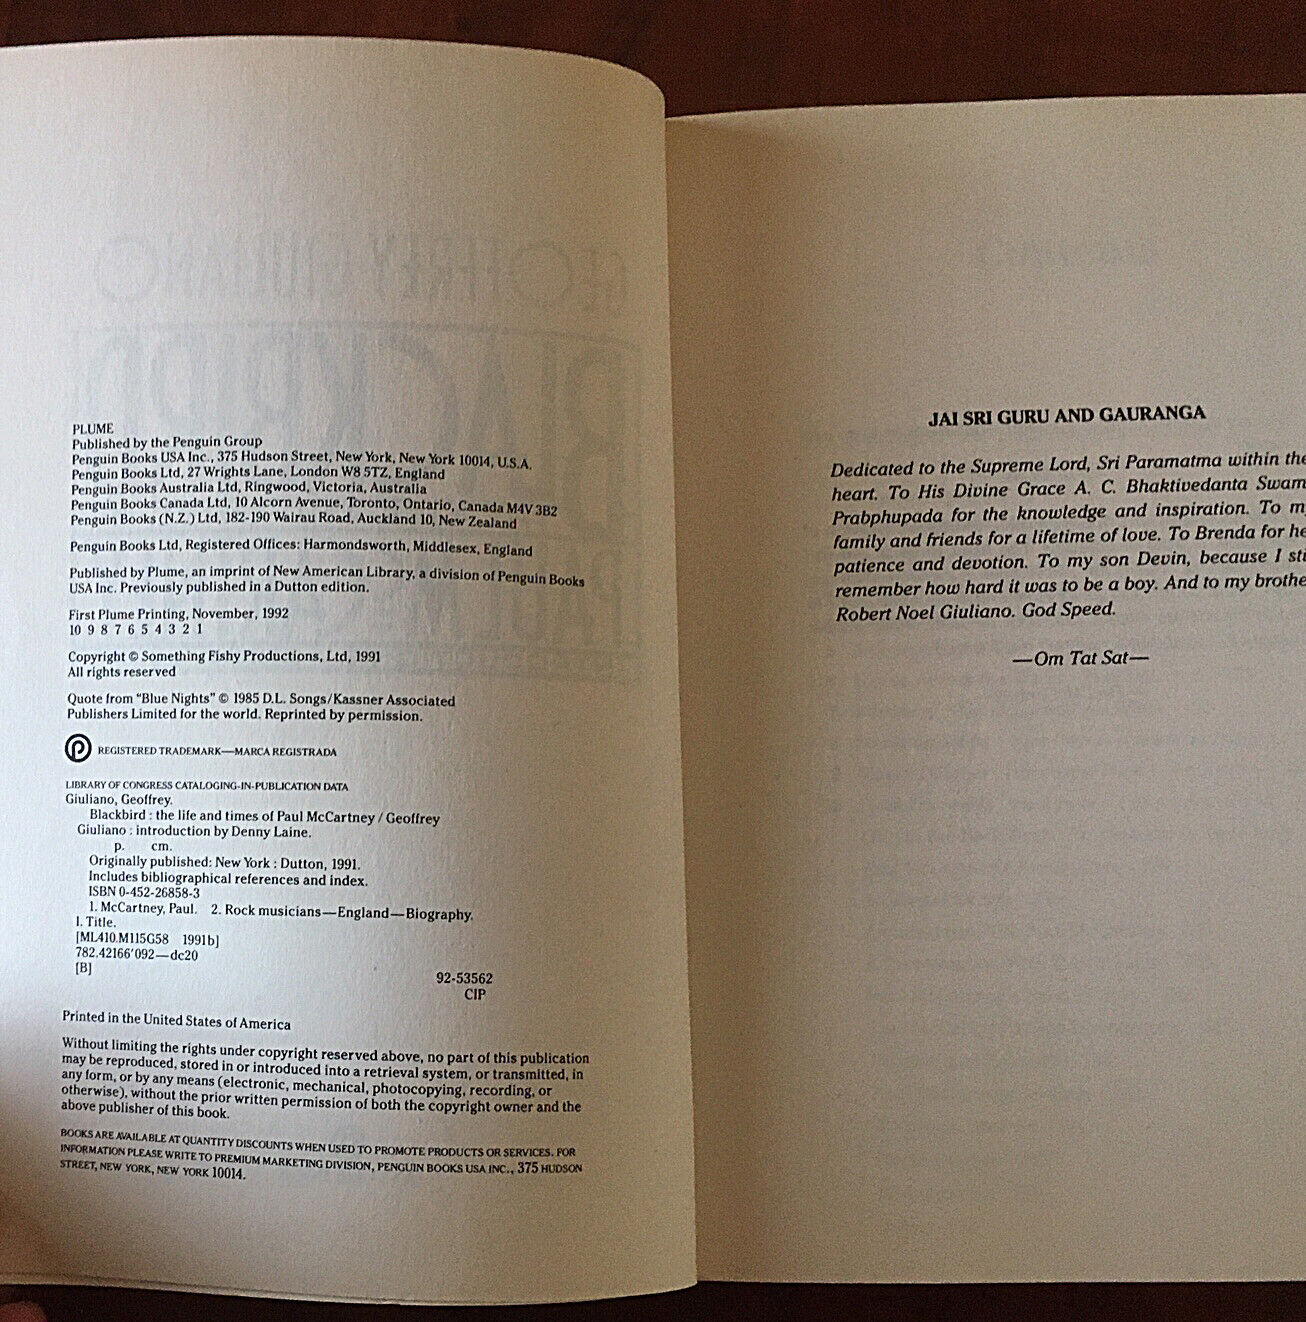 PLUME
Published by the Penguin Group
Penguin Books USA Inc., 375 Hudson Street, New York, New York 10014, U.S.A.
Penguin Books Ltd, 27 Wrights Lane, London W8 5TZ, England
Penguin Books Australia Ltd, Ringwood, Victoria, Australia
Penguin Books Canada Ltd, 10 Alcorn Avenue, Toronto, Ontario, Canada M4V 3B2
Penguin Books (N.Z.) Ltd, 182-190 Wairau Road, Auckland 10, New Zealand
Penguin Books Ltd, Registered Offices: Harmondsworth, Middlesex, England
Published by Plume, an imprint of New American Library, a division of Penguin Books
USA Inc. Previously published in a Dutton edition.
First Plume Printing, November, 1992
10 9 8 7 6 5 4 3 2 1
Copyright © Something Fishy Productions, Ltd, 1991
All rights reserved
Quote from “Blue Nights” © 1985 D.L. Songs/Kassner Associated
Publishers Limited for the world. Reprinted by permission.
REGISTERED TRADEMARK—MARCA REGISTRADA
LIBRARY OF CONGRESS CATALOGING-IN-PUBLICATION DATA
Giuliano, Geoffrey.
Blackbird : the life and times of Paul McCartney / Geoffrey
Giuliano : introduction by Denny Laine.
p. cm.
Originally published: New York : Dutton, 1991.
Includes bibliographical references and index.
ISBN 0-452-26858-3
1. McCartney, Paul. 2. Rock musicians—England—Biography.
I. Title.
[ML410.M115G58 1991b]
782.42166'092—dc20
[B]
92-53562
CIP
Printed in the United States of America
Without limiting the rights under copyright reserved above, no part of this publication
may be reproduced, stored in or introduced into a retrieval system, or transmitted, in
any form, or by any means (electronic, mechanical, photocopying, recording, or
otherwise), without the prior written permission of both the copyright owner and the
above publisher of this book.
BOOKS ARE AVAILABLE AT QUANTITY DISCOUNTS WHEN USED TO PROMOTE PRODUCTS OR SERVICES. FOR
INFORMATION PLEASE WRITE TO PREMIUM MARKETING DIVISION, PENGUIN BOOKS USA INC., 375 HUDSON
STREET, NEW YORK, NEW YORK 10014.
JAI SRI GURU AND GAURANGA
Dedicated to the Supreme Lord, Sri Paramatma within the
heart. To His Divine Grace A. C. Bhaktivedanta Swam
Prabphupada for the knowledge and inspiration. To m
family and friends for a lifetime of love. To Brenda for he
patience and devotion. To my son Devin, because I sti
remember how hard it was to be a boy. And to my brothe
Robert Noel Giuliano. God Speed.
—Om Tat Sat—